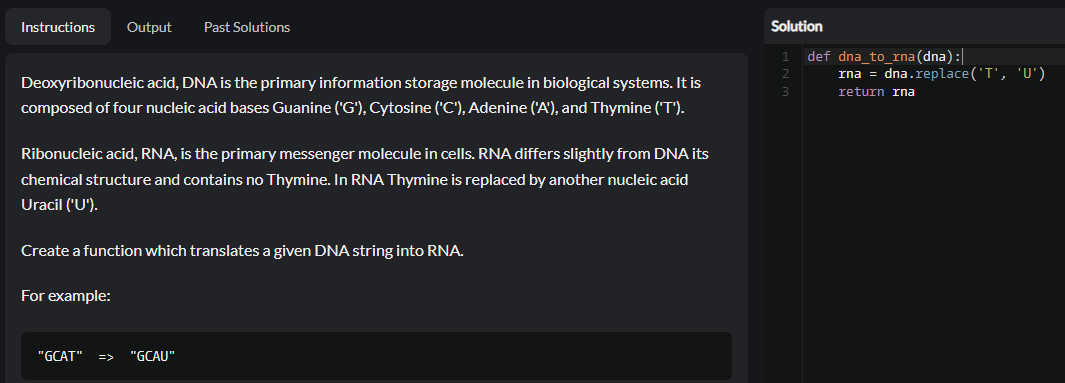 Instructions Output Past Solutions
Deoxyribonucleic acid, DNA is the primary information storage molecule in biological systems. It is
composed of four nucleic acid bases Guanine ('G'), Cytosine ('C'), Adenine ('A'), and Thymine ('T').
Ribonucleic acid, RNA, is the primary messenger molecule in cells. RNA differs slightly from DNA its
chemical structure and contains no Thymine. In RNA Thymine is replaced by another nucleic acid
Uracil ('U').
Create a function which translates a given DNA string into RNA.
For example:
"GCAT"  =>  "GCAU"
Solution
1 def dna_to_rna(dna):
2     rna = dna.replace('T', 'U')
3     return rna